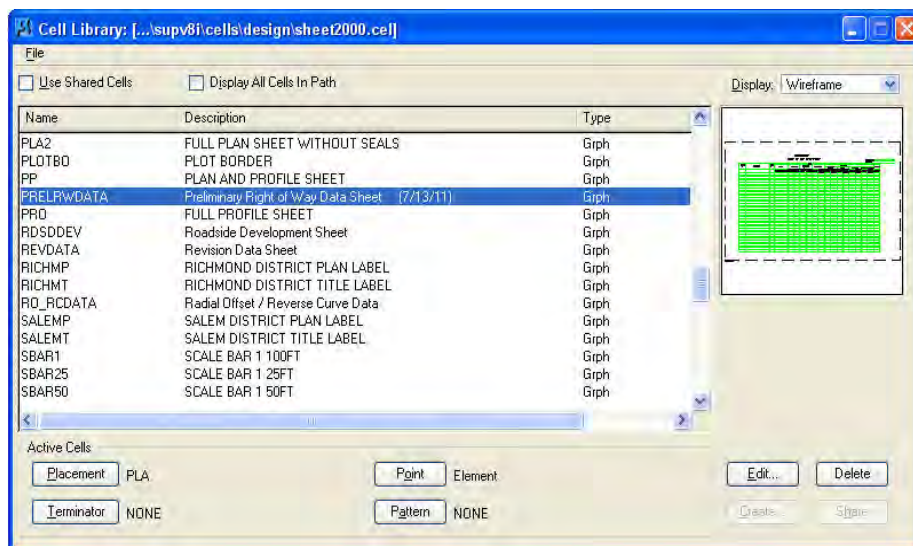 Cell Library: [...\supv8i\cells\design\sheet2000.cel]
File
Use Shared Cells Display All Cells In Path Display: Wireframe
Name Description Type
PLA2 FULL PLAN SHEET WITHOUT SEALS Grph
PLOTBO PLOT BORDER Grph
PP PLAN AND PROFILE SHEET Grph
PRELRWDATA Preliminary Right of Way Data Sheet (7/13/11) Grph
PRO FULL PROFILE SHEET Grph
RDSDDEV Roadside Development Sheet Grph
REVDATA Revision Data Sheet Grph
RICHMP RICHMOND DISTRICT PLAN LABEL Grph
RICHMT RICHMOND DISTRICT TITLE LABEL Grph
RO_RCDATA Radial Offset / Reverse Curve Data Grph
SALEMP SALEM DISTRICT PLAN LABEL Grph
SALEMT SALEM DISTRICT TITLE LABEL Grph
SBAR1 SCALE BAR 1 100FT Grph
SBAR25 SCALE BAR 1 25FT Grph
SBAR50 SCALE BAR 1 50FT Grph
Active Cells
Placement PLA Point Element Edit... Delete
Terminator NONE Pattern NONE Create... Share